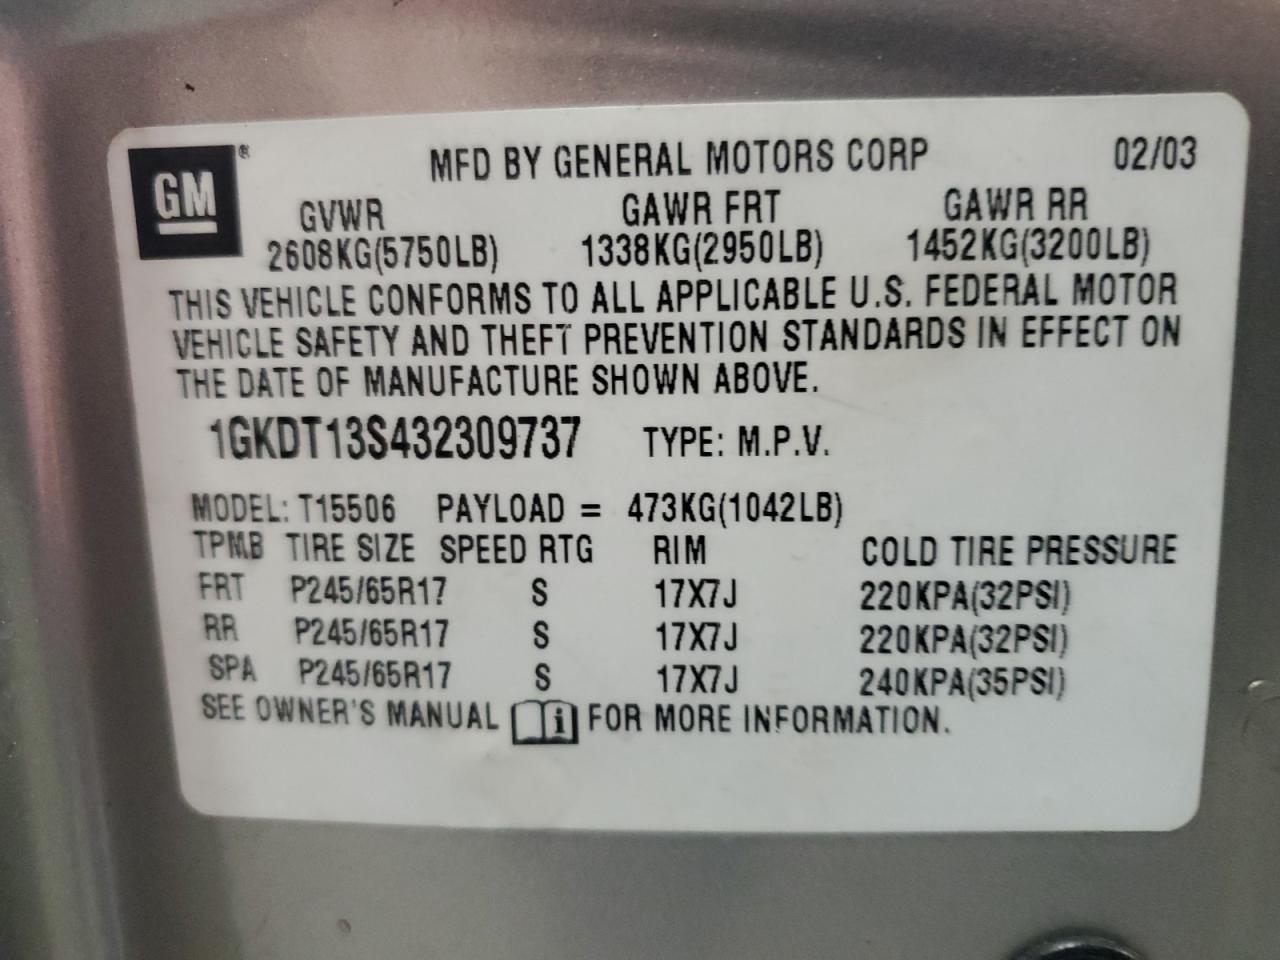 GM ® MFD BY GENERAL MOTORS CORP 02/03
GVWR GAWR FRT GAWR RR
2608KG(5750LB) 1338KG(2950LB) 1452KG(3200LB)
THIS VEHICLE CONFORMS TO ALL APPLICABLE U.S. FEDERAL MOTOR
VEHICLE SAFETY AND THEFT PREVENTION STANDARDS IN EFFECT ON
THE DATE OF MANUFACTURE SHOWN ABOVE.
1GKDT13S432309737 TYPE: M.P.V.
MODEL: T15506 PAYLOAD = 473KG(1042LB)
TPMB TIRE SIZE SPEED RTG RIM COLD TIRE PRESSURE
FRT P245/65R17 S 17X7J 220KPA(32PSI)
RR P245/65R17 S 17X7J 220KPA(32PSI)
SPA P245/65R17 S 17X7J 240KPA(35PSI)
SEE OWNER'S MANUAL i FOR MORE INFORMATION.